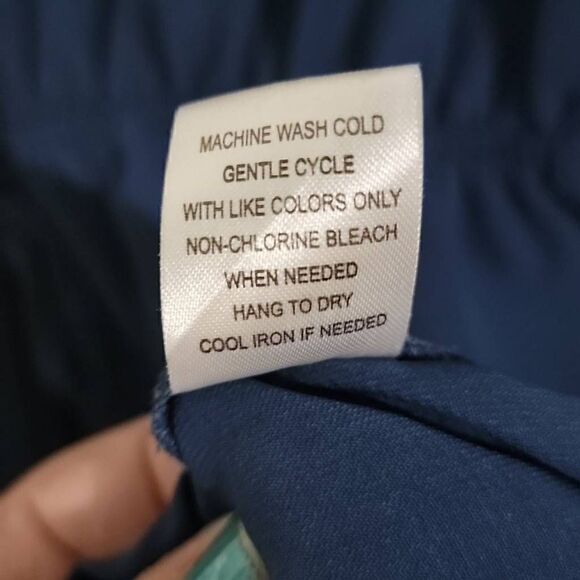 MACHINE WASH COLD
GENTLE CYCLE
WITH LIKE COLORS ONLY
NON-CHLORINE BLEACH
WHEN NEEDED
HANG TO DRY
COOL IRON IF NEEDED